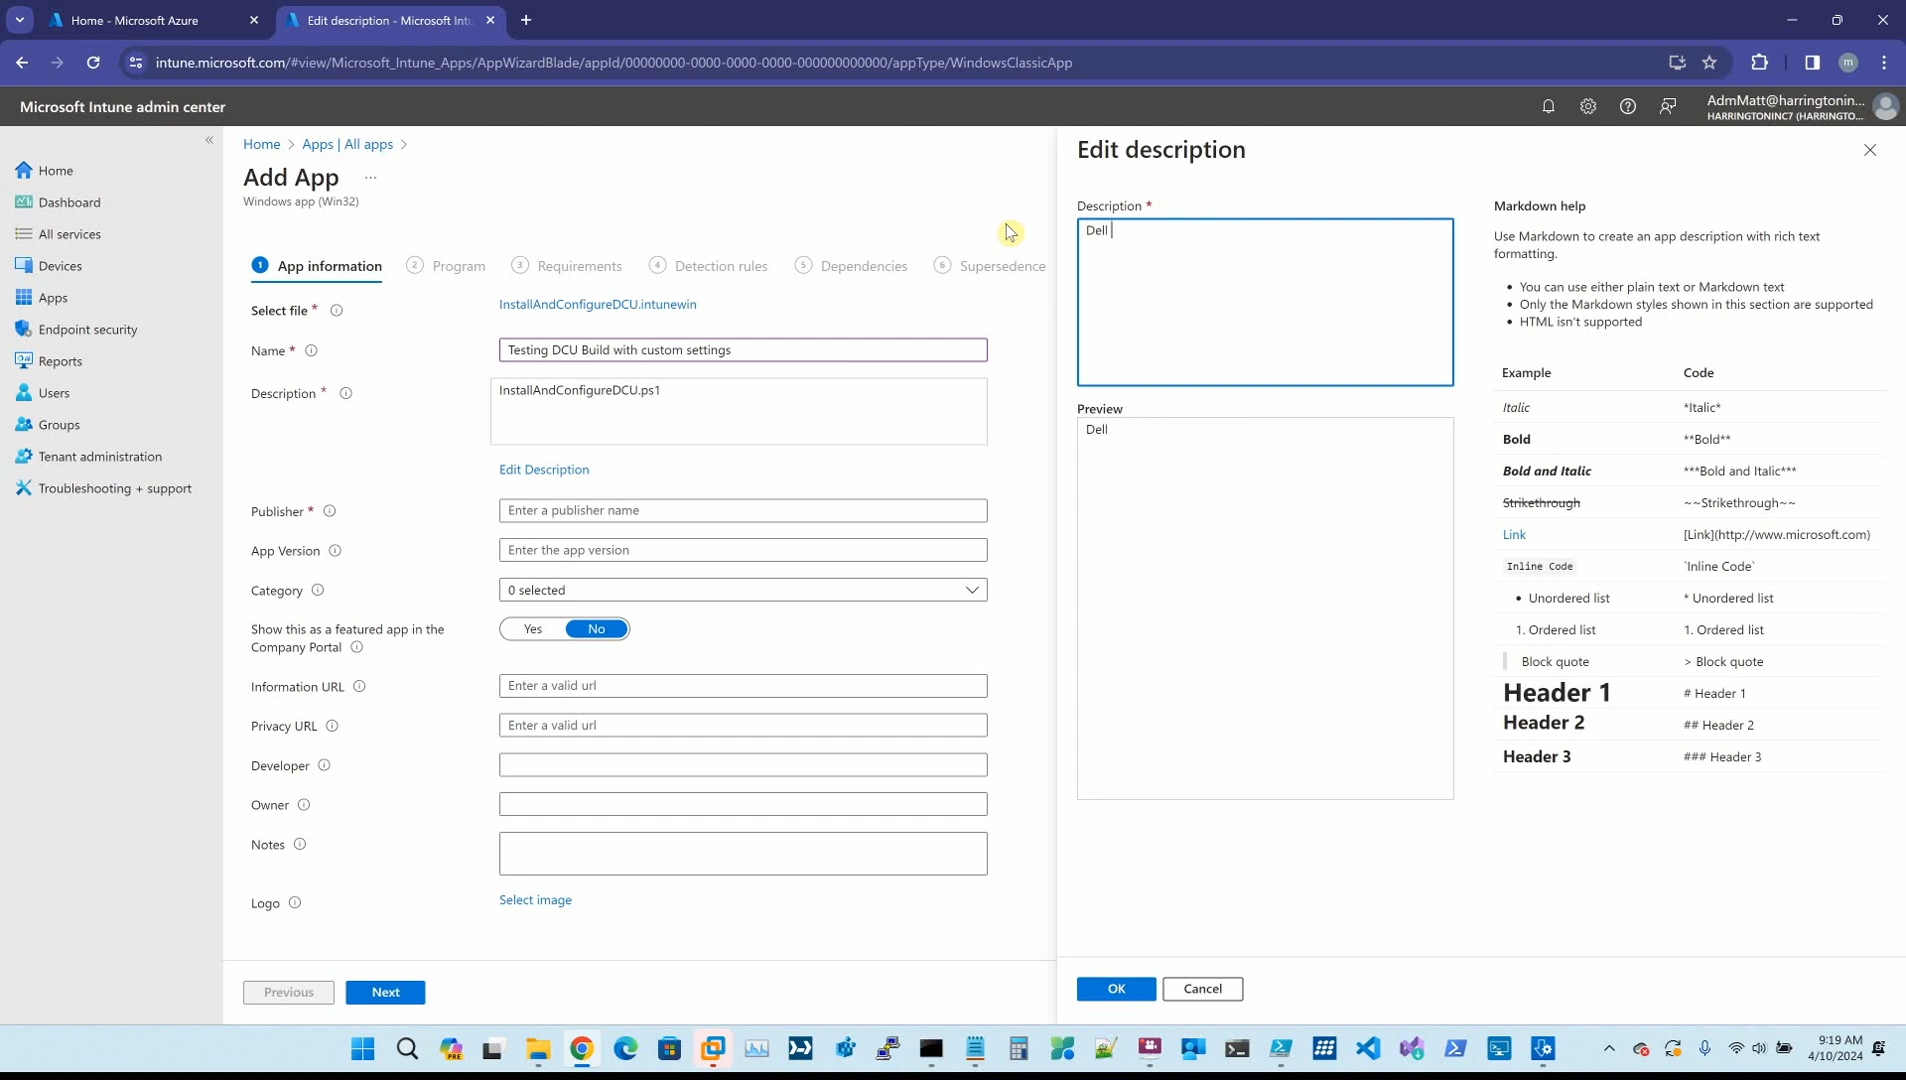 Home - Microsoft Azure
Edit description - Microsoft Int
intune.microsoft.com/#view/Microsoft_Intune_Apps/AppWizardBlade/appId/00000000-0000-0000-0000-000000000000/appType/WindowsClassicApp
m
Microsoft Intune admin center
AdmMatt@harringtonin...
HARRINGTONINC7 (HARRINGTO...
Home
Dashboard
All services
Devices
Apps
Endpoint security
Reports
Users
Groups
Tenant administration
Troubleshooting + support
Home > Apps | All apps >
Add App ...
Windows app (Win32)
1 App information
2 Program
3 Requirements
4 Detection rules
5 Dependencies
6 Supersedence
Select file *
InstallAndConfigureDCU.intunewin
Name *
Testing DCU Build with custom settings
Description *
InstallAndConfigureDCU.ps1
Edit Description
Publisher *
Enter a publisher name
App Version
Enter the app version
Category
0 selected
Show this as a featured app in the
Company Portal
Yes No
Information URL
Enter a valid url
Privacy URL
Enter a valid url
Developer
Owner
Notes
Logo
Select image
Previous
Next
Edit description
Description *
Dell
Preview
Dell
Markdown help
Use Markdown to create an app description with rich text
formatting.
• You can use either plain text or Markdown text
• Only the Markdown styles shown in this section are supported
• HTML isn't supported
Example Code
Italic *Italic*
Bold **Bold**
Bold and Italic ***Bold and Italic***
Strikethrough ~~Strikethrough~~
Link [Link](http://www.microsoft.com)
Inline Code `Inline Code`
• Unordered list * Unordered list
1. Ordered list 1. Ordered list
Block quote > Block quote
Header 1 # Header 1
Header 2 ## Header 2
Header 3 ### Header 3
OK
Cancel
PRE
9:19 AM
4/10/2024